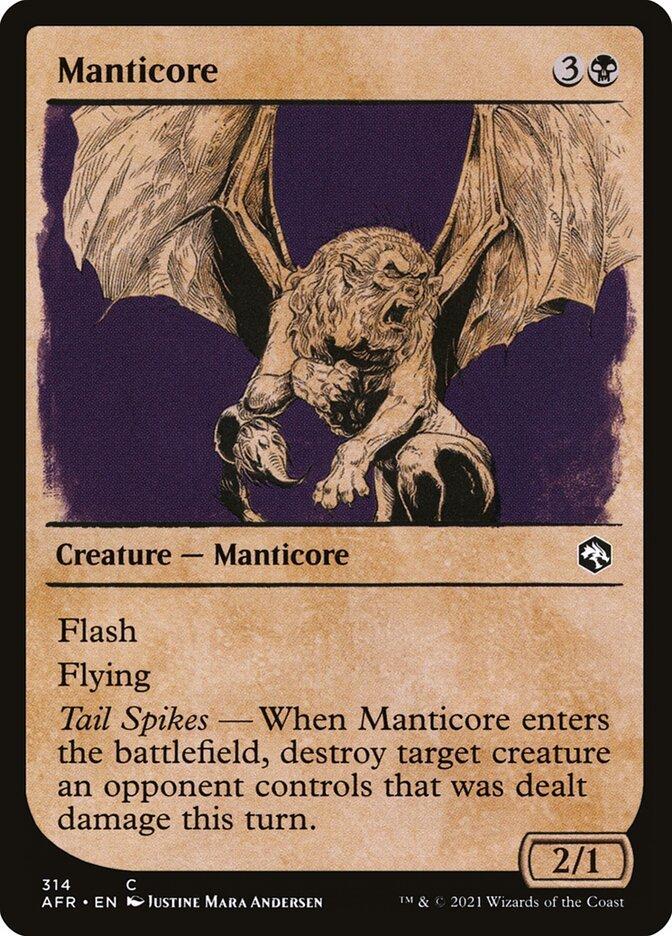 Manticore 3
Creature — Manticore
Flash
Flying
Tail Spikes — When Manticore enters
the battlefield, destroy target creature
an opponent controls that was dealt
damage this turn.
2/1
314 C
AFR • EN Justine Mara Andersen ™ & © 2021 Wizards of the Coast